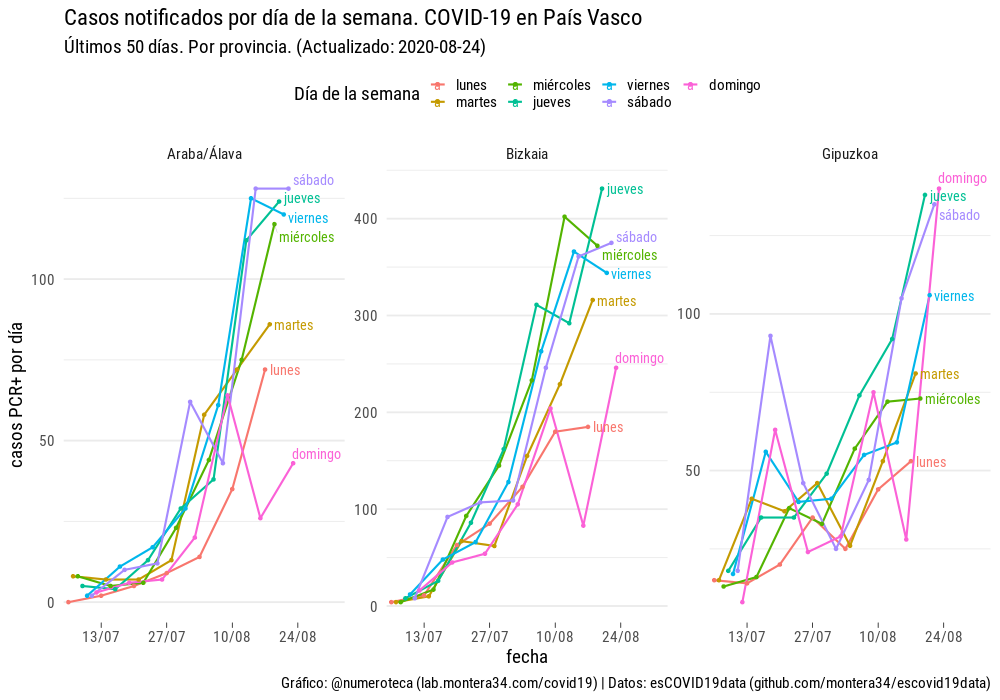 Casos notificados por día de la semana. COVID-19 en País Vasco
Últimos 50 días. Por provincia. (Actualizado: 2020-08-24)
Día de la semana
lunes
miércoles
viernes
domingo
martes
jueves
sábado
Araba/Álava
Bizkaia
Gipuzkoa
casos PCR+ por día
100
50
0
sábado
jueves
viernes
miércoles
martes
lunes
domingo
13/07
27/07
10/08
24/08
400
300
200
100
0
jueves
sábado
miércoles
viernes
martes
domingo
lunes
13/07
27/07
10/08
24/08
100
50
domingo
jueves
sábado
viernes
martes
miércoles
lunes
13/07
27/07
10/08
24/08
fecha
Gráfico: @numeroteca (lab.montera34.com/covid19) | Datos: esCOVID19data (github.com/montera34/escovid19data)